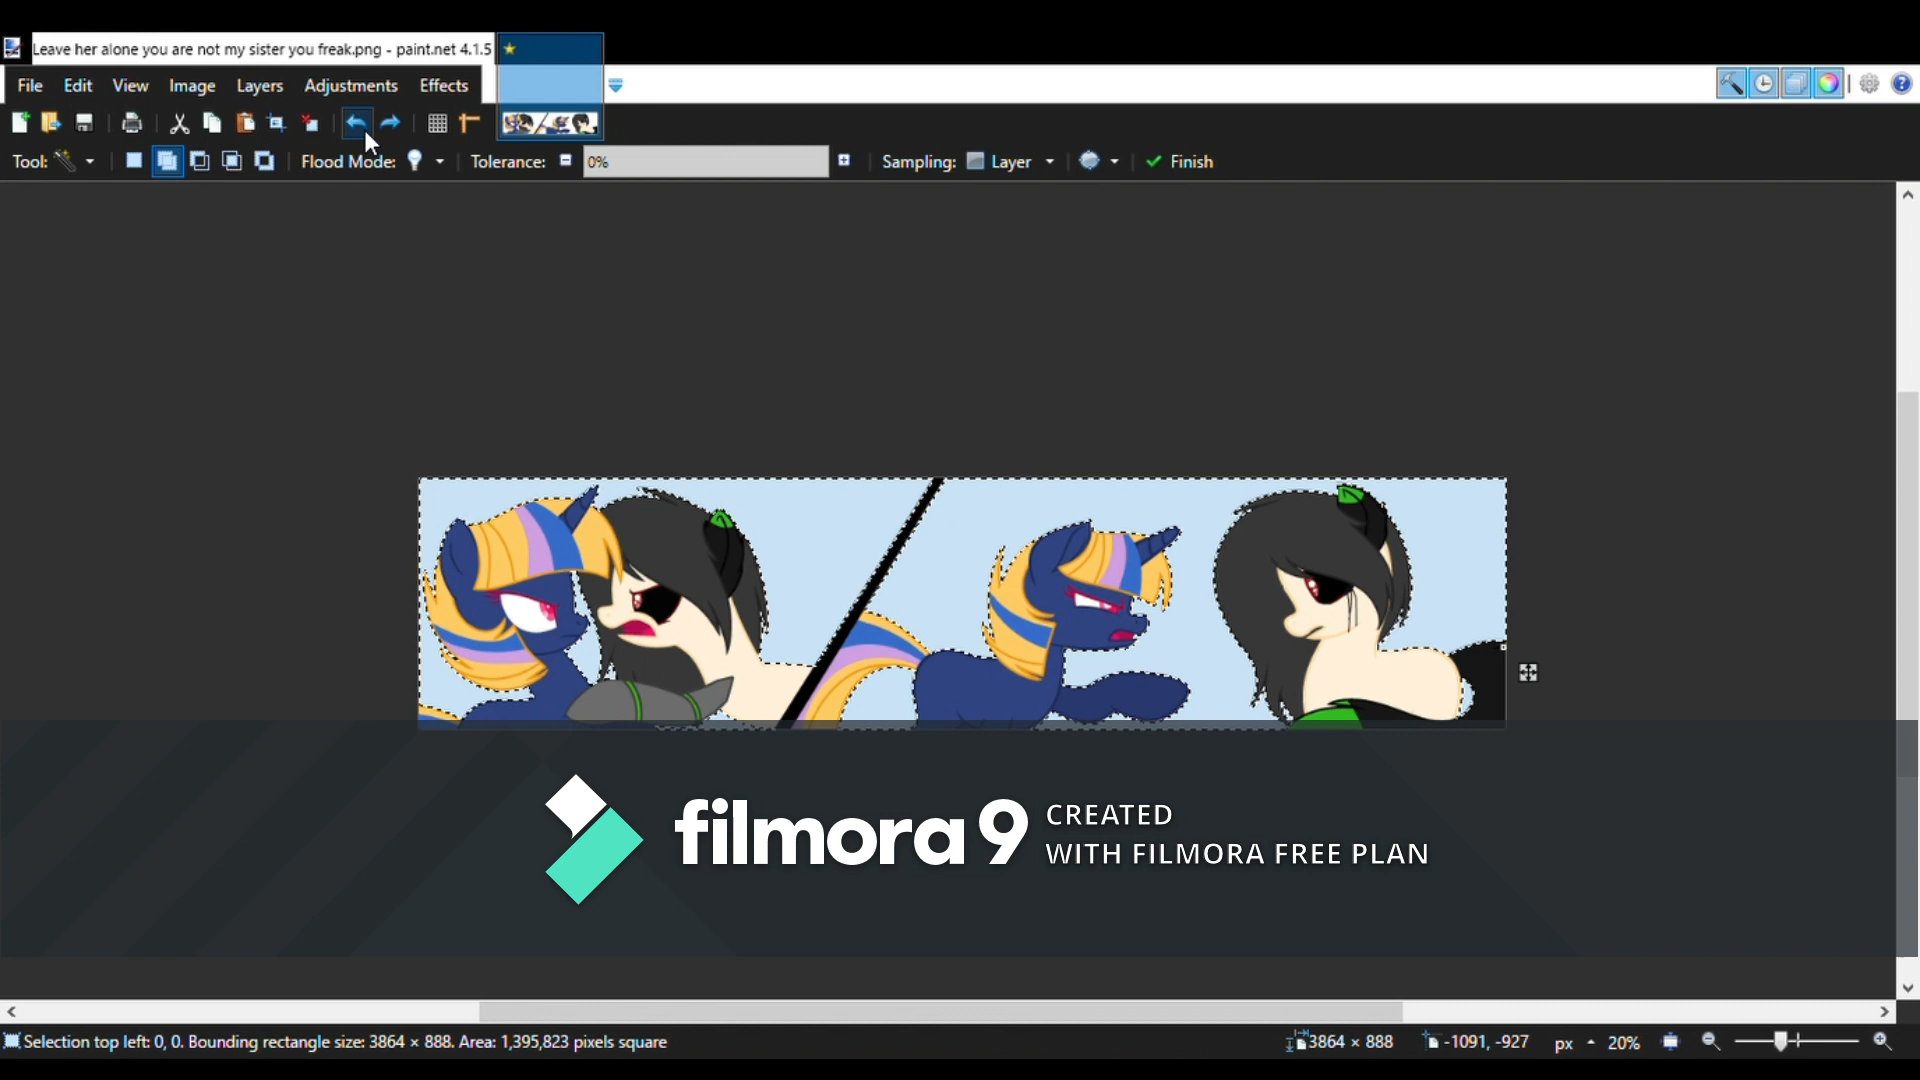 Leave her alone you are not my sister you freak.png - paint.net 4.1.5
File Edit View Image Layers Adjustments Effects
Tool: Flood Mode: Tolerance: 0% Sampling: Layer Finish
filmora9 CREATED
WITH FILMORA FREE PLAN
Selection top left: 0, 0. Bounding rectangle size: 3864 × 888. Area: 1,395,823 pixels square 3864 × 888 -1091, -927 px 20%